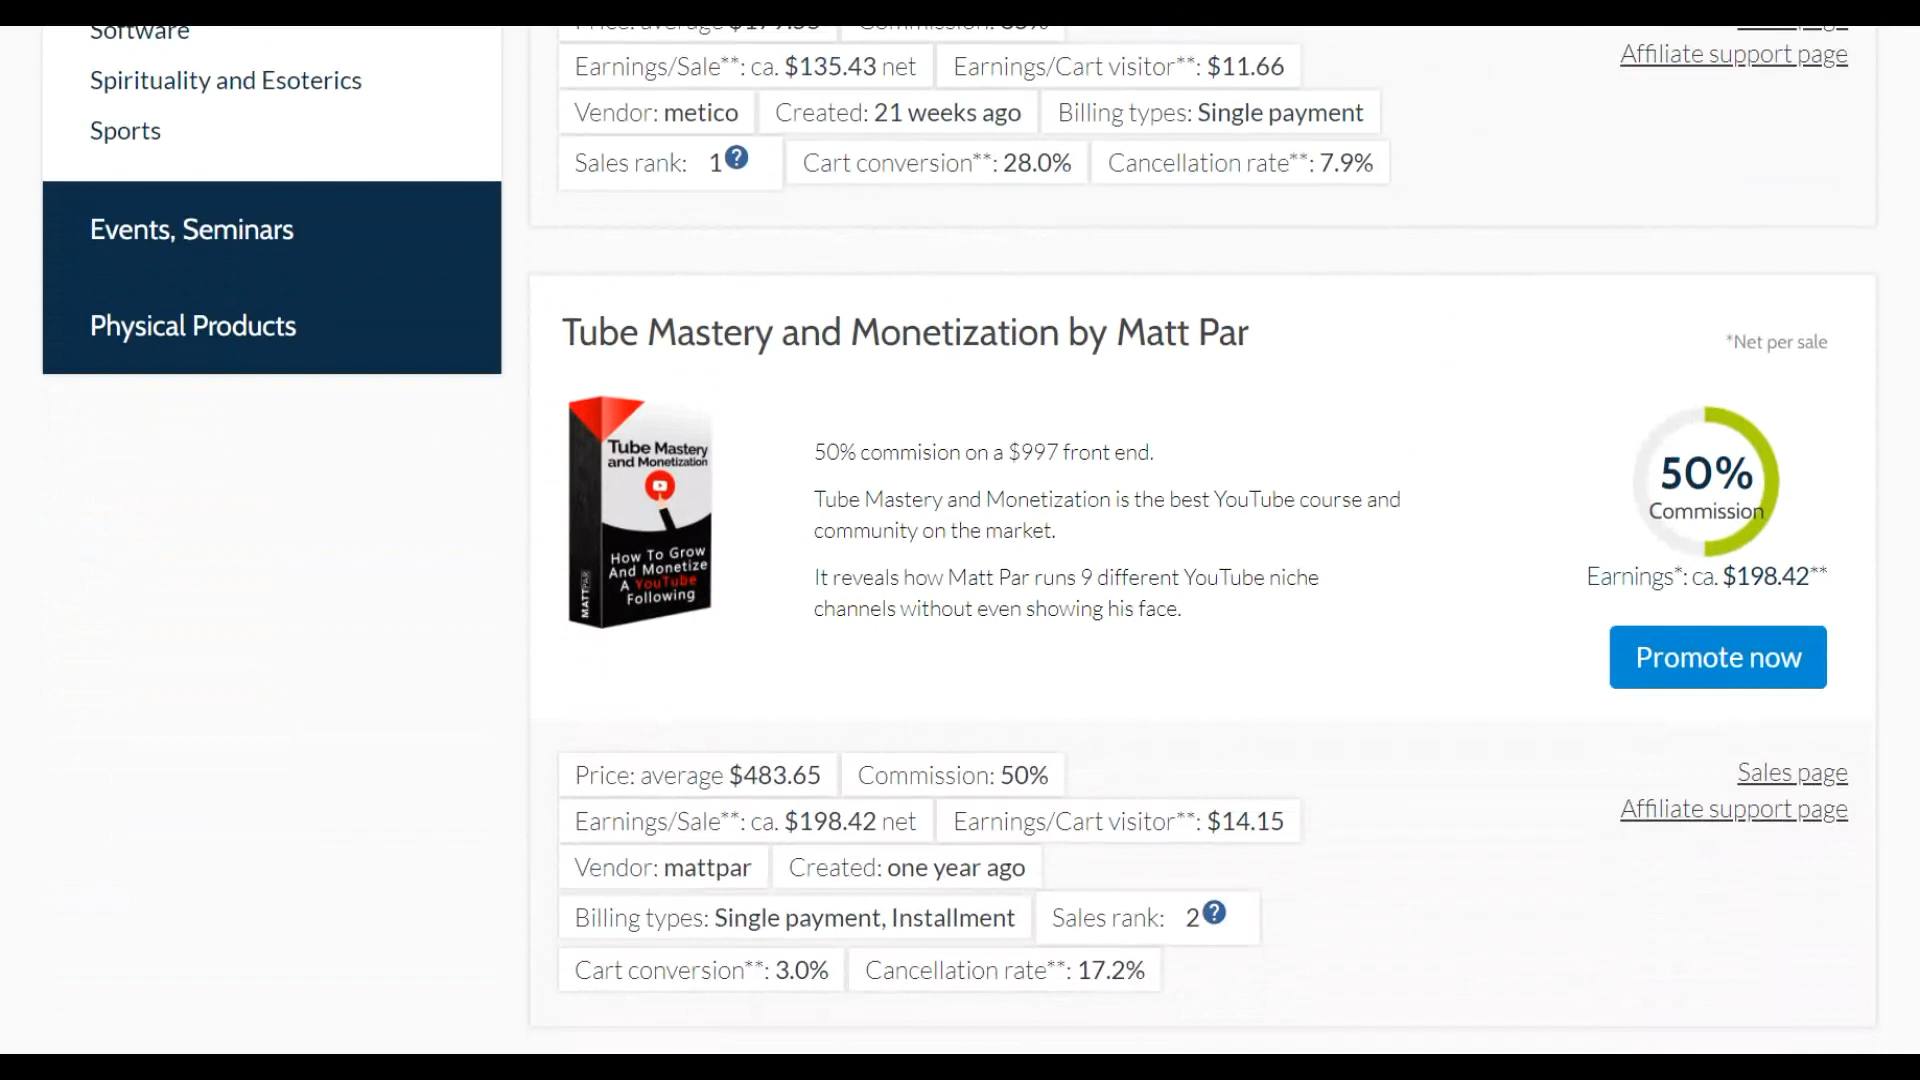 Software
Spirituality and Esoterics
Sports
Events, Seminars
Physical Products
Affiliate support page
Earnings/Sale**: ca. $135.43 net Earnings/Cart visitor**: $11.66
Vendor: metico Created: 21 weeks ago Billing types: Single payment
Sales rank: 1 ? Cart conversion**: 28.0% Cancellation rate**: 7.9%
Tube Mastery and Monetization by Matt Par
*Net per sale
Tube Mastery
and Monetization
How To Grow
And Monetize
A YouTube
Following
MATT PAR
50% commision on a $997 front end.
Tube Mastery and Monetization is the best YouTube course and
community on the market.
It reveals how Matt Par runs 9 different YouTube niche
channels without even showing his face.
50%
Commission
Earnings*: ca. $198.42**
Promote now
Price: average $483.65 Commission: 50%
Earnings/Sale**: ca. $198.42 net Earnings/Cart visitor**: $14.15
Vendor: mattpar Created: one year ago
Billing types: Single payment, Installment Sales rank: 2 ?
Cart conversion**: 3.0% Cancellation rate**: 17.2%
Sales page
Affiliate support page